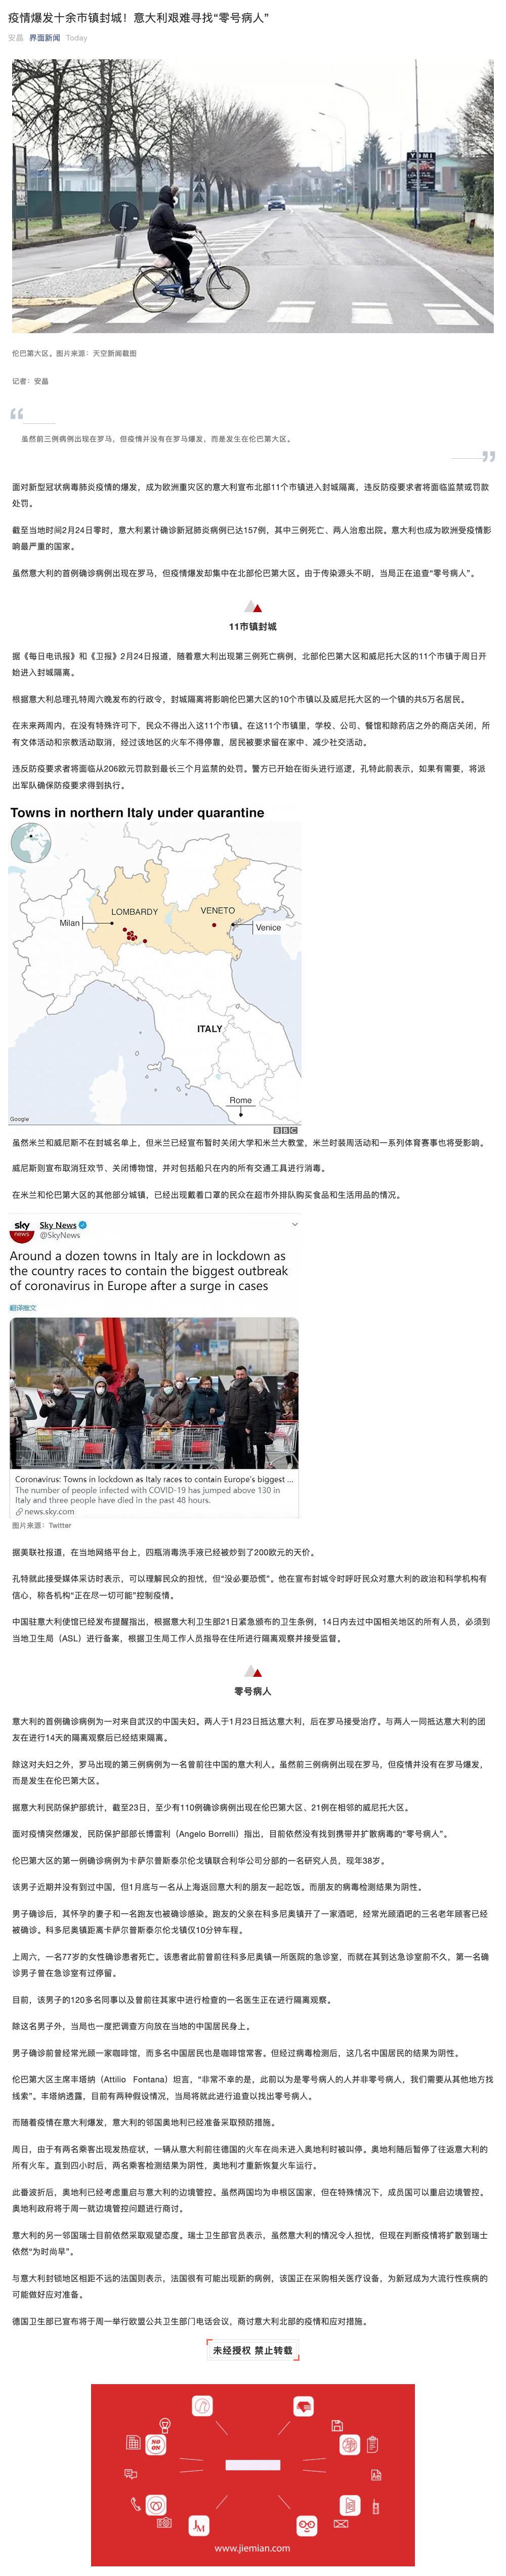 疫情爆发十余市镇封城！意大利艰难寻找“零号病人”
安晶 界面新闻 Today
YOMI
伦巴第大区。图片来源：天空新闻截图
记者：安晶
虽然前三例病例出现在罗马，但疫情并没有在罗马爆发，而是发生在伦巴第大区。
面对新型冠状病毒肺炎疫情的爆发，成为欧洲重灾区的意大利宣布北部11个市镇进入封城隔离，违反防疫要求者将面临监禁或罚款
处罚。
截至当地时间2月24日零时，意大利累计确诊新冠肺炎病例已达157例，其中三例死亡、两人治愈出院。意大利也成为欧洲受疫情影
响最严重的国家。
虽然意大利的首例确诊病例出现在罗马，但疫情爆发却集中在北部伦巴第大区。由于传染源头不明，当局正在追查“零号病人”。
11市镇封城
据《每日电讯报》和《卫报》2月24日报道，随着意大利出现第三例死亡病例，北部伦巴第大区和威尼托大区的11个市镇于周日开
始进入封城隔离。
根据意大利总理孔特周六晚发布的行政令，封城隔离将影响伦巴第大区的10个市镇以及威尼托大区的一个镇的共5万名居民。
在未来两周内，在没有特殊许可下，民众不得出入这11个市镇。在这11个市镇里，学校、公司、餐馆和除药店之外的商店关闭，所
有文体活动和宗教活动取消，经过该地区的火车不得停靠，居民被要求留在家中、减少社交活动。
违反防疫要求者将面临从206欧元罚款到最长三个月监禁的处罚。警方已开始在街头进行巡逻，孔特此前表示，如果有需要，将派
出军队确保防疫要求得到执行。
Towns in northern Italy under quarantine
LOMBARDY
VENETO
Milan
Venice
ITALY
Rome
Google
BBC
虽然米兰和威尼斯不在封城名单上，但米兰已经宣布暂时关闭大学和米兰大教堂，米兰时装周活动和一系列体育赛事也将受影响。
威尼斯则宣布取消狂欢节、关闭博物馆，并对包括船只在内的所有交通工具进行消毒。
在米兰和伦巴第大区的其他部分城镇，已经出现戴着口罩的民众在超市外排队购买食品和生活用品的情况。
sky news
Sky News
@SkyNews
Around a dozen towns in Italy are in lockdown as
the country races to contain the biggest outbreak
of coronavirus in Europe after a surge in cases
翻译推文
Coronavirus: Towns in lockdown as Italy races to contain Europe's biggest ...
The number of people infected with COVID-19 has jumped above 130 in
Italy and three people have died in the past 48 hours.
news.sky.com
图片来源：Twitter
据美联社报道，在当地网络平台上，四瓶消毒洗手液已经被炒到了200欧元的天价。
孔特就此接受媒体采访时表示，可以理解民众的担忧，但“没必要恐慌”。他在宣布封城令时呼吁民众对意大利的政治和科学机构有
信心，称各机构“正在尽一切可能”控制疫情。
中国驻意大利使馆已经发布提醒指出，根据意大利卫生部21日紧急颁布的卫生条例，14日内去过中国相关地区的所有人员，必须到
当地卫生局（ASL）进行备案，根据卫生局工作人员指导在住所进行隔离观察并接受监督。
零号病人
意大利的首例确诊病例为一对来自武汉的中国夫妇。两人于1月23日抵达意大利，后在罗马接受治疗。与两人一同抵达意大利的团
友在进行14天的隔离观察后已经结束隔离。
除这对夫妇之外，罗马出现的第三例病例为一名曾前往中国的意大利人。虽然前三例病例出现在罗马，但疫情并没有在罗马爆发，
而是发生在伦巴第大区。
据意大利民防保护部统计，截至23日，至少有110例确诊病例出现在伦巴第大区、21例在相邻的威尼托大区。
面对疫情突然爆发，民防保护部部长博雷利（Angelo Borrelli）指出，目前依然没有找到携带并扩散病毒的“零号病人”。
伦巴第大区的第一例确诊病例为卡萨尔普斯泰尔伦戈镇联合利华公司分部的一名研究人员，现年38岁。
该男子近期并没有到过中国，但1月底与一名从上海返回意大利的朋友一起吃饭。而朋友的病毒检测结果为阴性。
男子确诊后，其怀孕的妻子和一名跑友也被确诊感染。跑友的父亲在科多尼奥镇开了一家酒吧，经常光顾酒吧的三名老年顾客已经
被确诊。科多尼奥镇距离卡萨尔普斯泰尔伦戈镇仅10分钟车程。
上周六，一名77岁的女性确诊患者死亡。该患者此前曾前往科多尼奥镇一所医院的急诊室，而就在其到达急诊室前不久，第一名确
诊男子曾在急诊室有过停留。
目前，该男子的120多名同事以及曾前往其家中进行检查的一名医生正在进行隔离观察。
除这名男子外，当局也一度把调查方向放在当地的中国居民身上。
男子确诊前曾经常光顾一家咖啡馆，而多名中国居民也是咖啡馆常客。但经过病毒检测后，这几名中国居民的结果为阴性。
伦巴第大区主席丰塔纳（Attilio Fontana）坦言，“非常不幸的是，此前以为是零号病人的人并非零号病人，我们需要从其他地方找
线索”。丰塔纳透露，目前有两种假设情况，当局将就此进行追查以找出零号病人。
而随着疫情在意大利爆发，意大利的邻国奥地利已经准备采取预防措施。
周日，由于有两名乘客出现发热症状，一辆从意大利前往德国的火车在尚未进入奥地利时被叫停。奥地利随后暂停了往返意大利的
所有火车。直到四小时后，两名乘客检测结果为阴性，奥地利才重新恢复火车运行。
此番波折后，奥地利已经考虑重启与意大利的边境管控。虽然两国均为申根区国家，但在特殊情况下，成员国可以重启边境管控。
奥地利政府将于周一就边境管控问题进行商讨。
意大利的另一邻国瑞士目前依然采取观望态度。瑞士卫生部官员表示，虽然意大利的情况令人担忧，但现在判断疫情将扩散到瑞士
依然“为时尚早”。
与意大利封锁地区相距不远的法国则表示，法国很有可能出现新的病例，该国正在采购相关医疗设备，为新冠成为大流行性疾病的
可能做好应对准备。
德国卫生部已宣布将于周一举行欧盟公共卫生部门电话会议，商讨意大利北部的疫情和应对措施。
未经授权 禁止转载
NO
ON
JM
www.jiemian.com